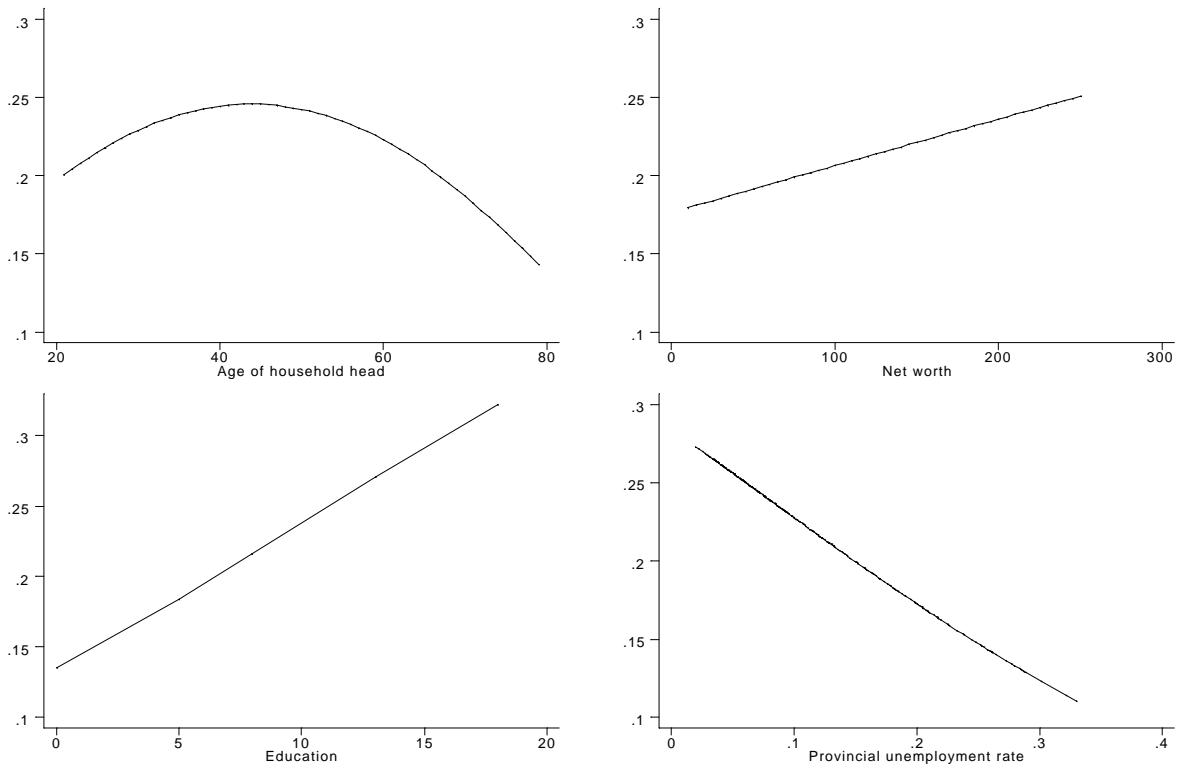 .3
.25
.2
.15
.1
20 40 60 80
Age of household head
.3
.25
.2
.15
.1
0 100 200 300
Net worth
.3
.25
.2
.15
.1
0 5 10 15 20
Education
.3
.25
.2
.15
.1
0 .1 .2 .3 .4
Provincial unemployment rate